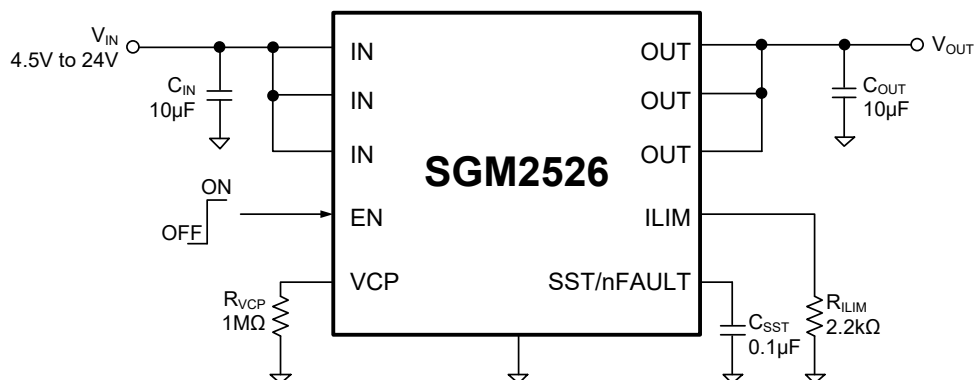 V_IN
4.5V to 24V
C_IN
10µF
IN
IN
IN
EN
VCP
ON
OFF
R_VCP
1MΩ
SGM2526
OUT
OUT
OUT
ILIM
SST/nFAULT
V_OUT
C_OUT
10µF
C_SST
0.1µF
R_ILIM
2.2kΩ